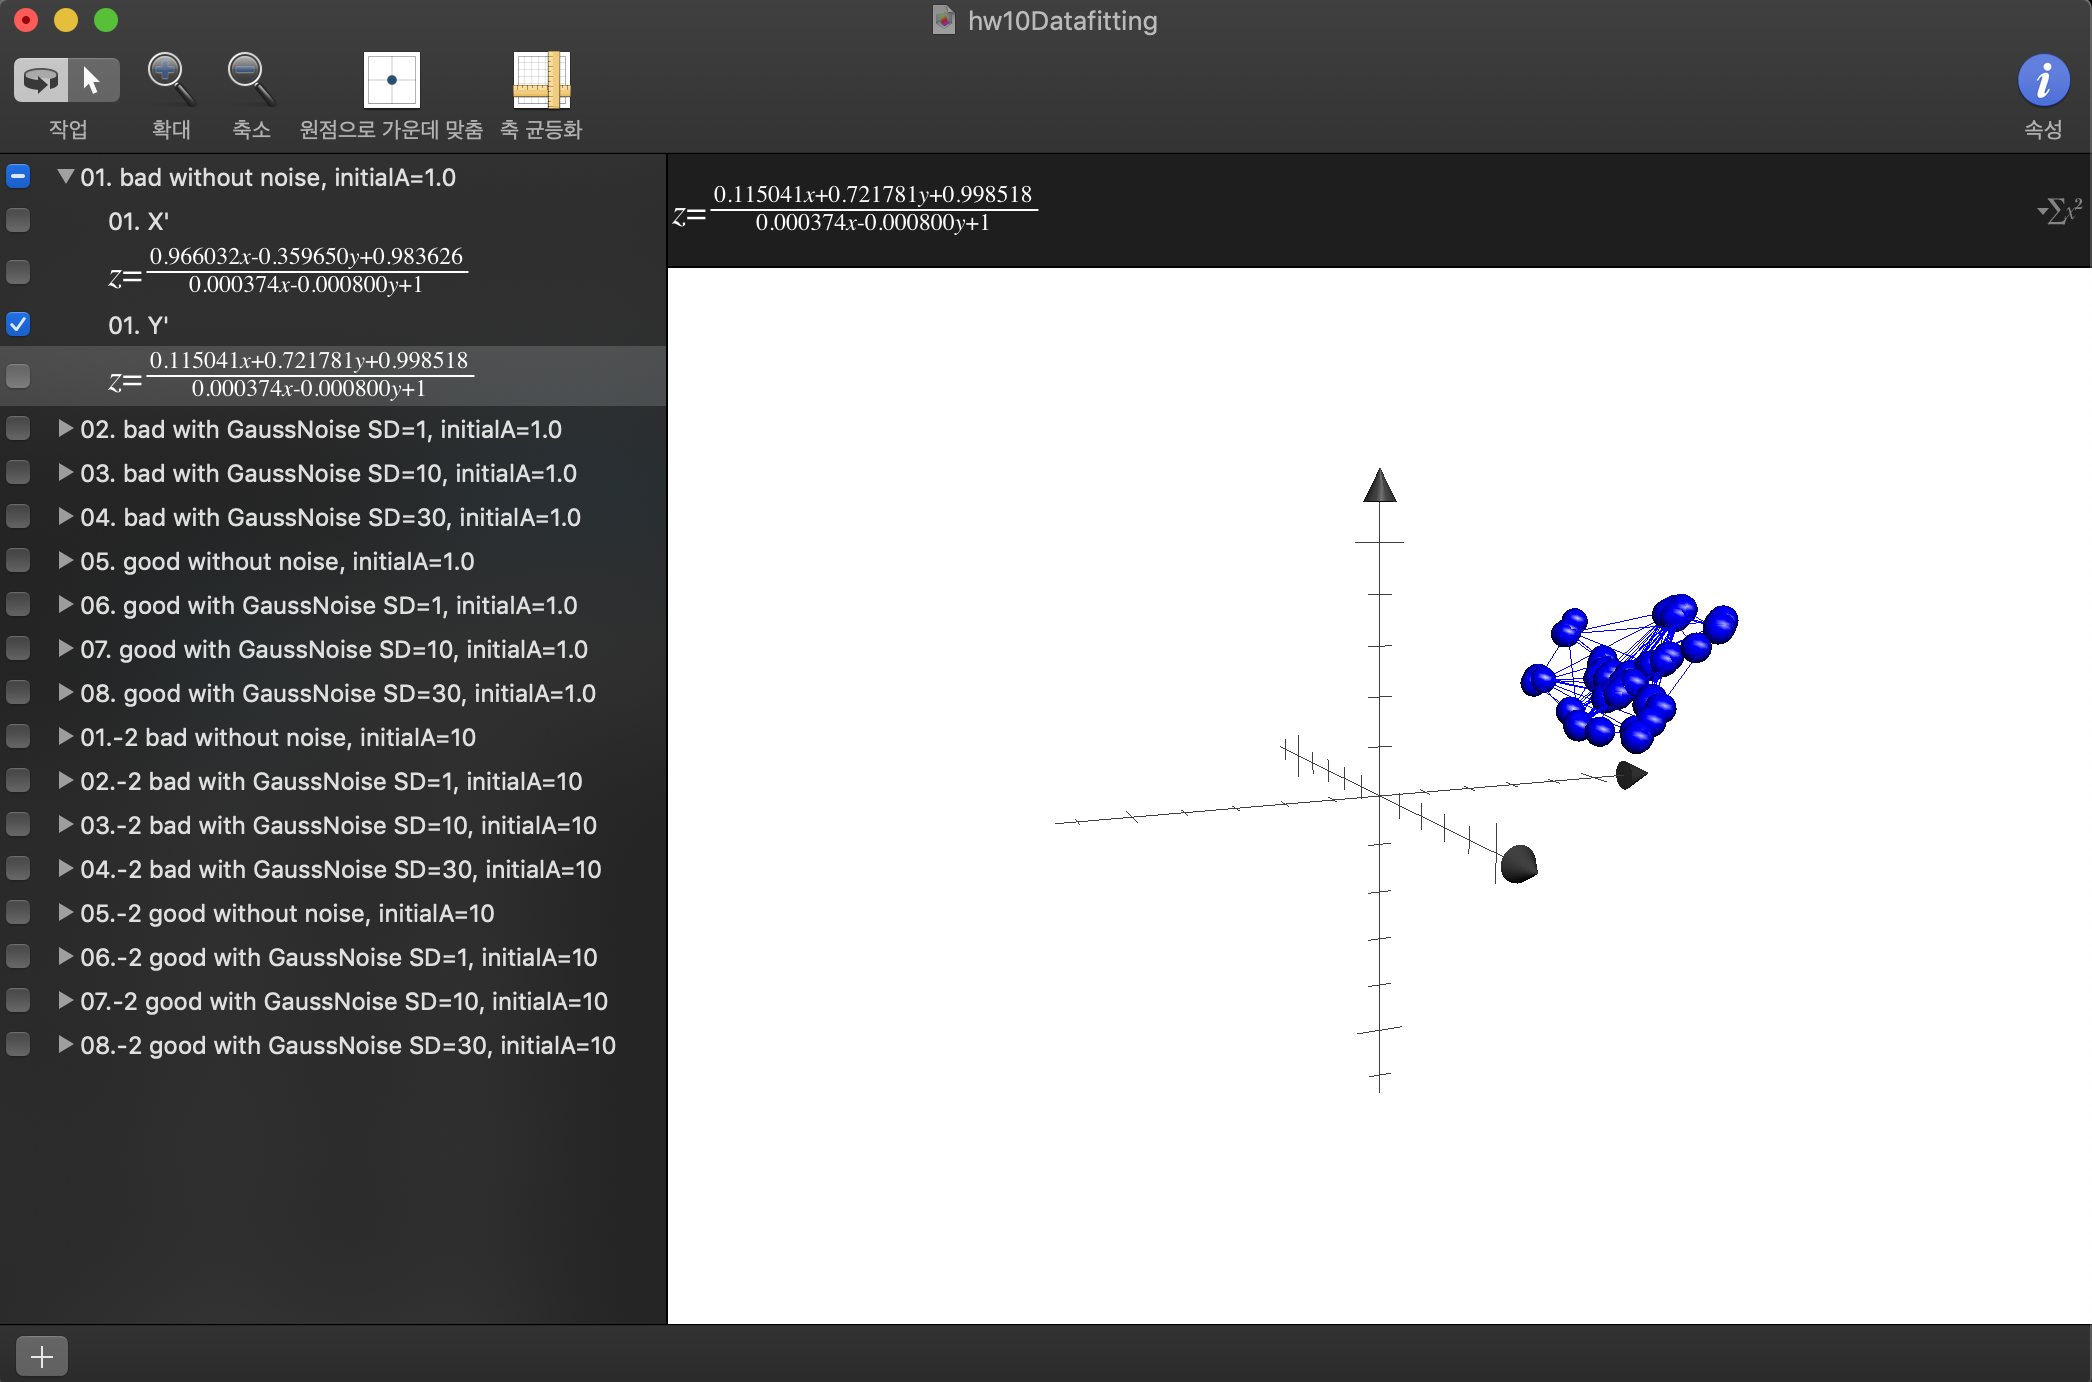 hw10Datafitting
작업 확대 축소 원점으로 가운데 맞춤 축 균등화 속성
01. bad without noise, initialA=1.0
01. X'
z=
0.966032x-0.359650y+0.983626
0.000374x-0.000800y+1
01. Y'
z=
0.115041x+0.721781y+0.998518
0.000374x-0.000800y+1
02. bad with GaussNoise SD=1, initialA=1.0
03. bad with GaussNoise SD=10, initialA=1.0
04. bad with GaussNoise SD=30, initialA=1.0
05. good without noise, initialA=1.0
06. good with GaussNoise SD=1, initialA=1.0
07. good with GaussNoise SD=10, initialA=1.0
08. good with GaussNoise SD=30, initialA=1.0
01.-2 bad without noise, initialA=10
02.-2 bad with GaussNoise SD=1, initialA=10
03.-2 bad with GaussNoise SD=10, initialA=10
04.-2 bad with GaussNoise SD=30, initialA=10
05.-2 good without noise, initialA=10
06.-2 good with GaussNoise SD=1, initialA=10
07.-2 good with GaussNoise SD=10, initialA=10
08.-2 good with GaussNoise SD=30, initialA=10
z=
0.115041x+0.721781y+0.998518
0.000374x-0.000800y+1
Σx²